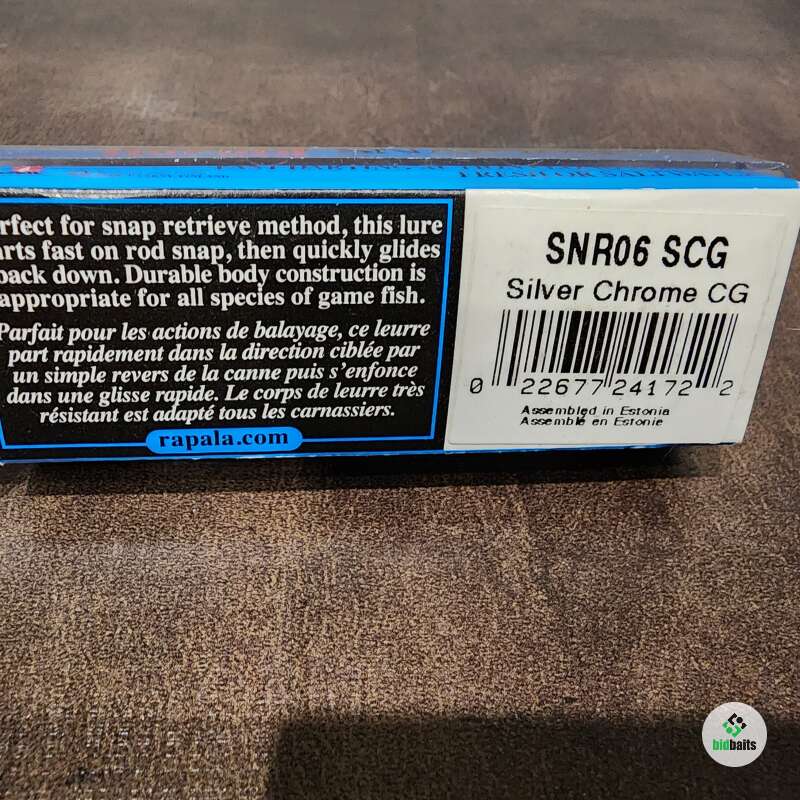 rfect for snap retrieve method, this lure
arts fast on rod snap, then quickly glides
back down. Durable body construction is
appropriate for all species of game fish.
Parfait pour les actions de balayage, ce leurre
part rapidement dans la direction ciblée par
un simple revers de la canne puis s'enfonce
dans une glisse rapide. Le corps de leurre très
résistant est adapté tous les carnassiers.
rapala.com
SNR06 SCG
Silver Chrome CG
0 22677 24172 2
Assembled in Estonia
Assemblé en Estonie
bidbaits